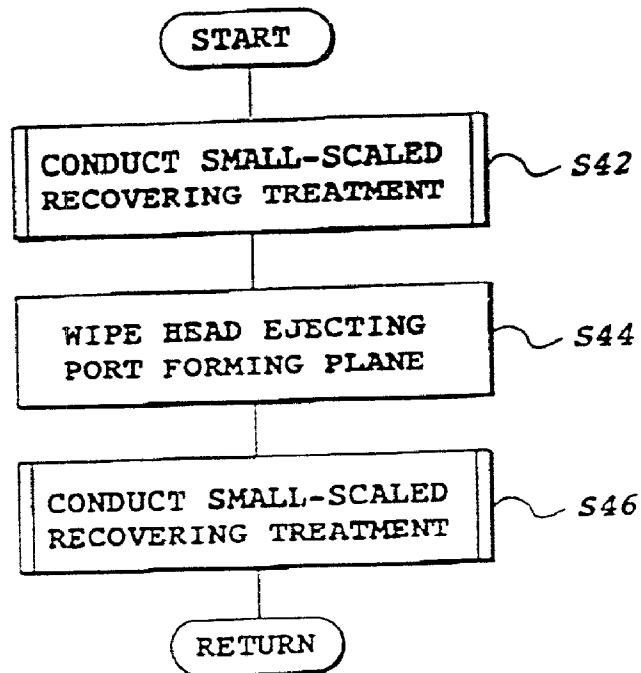 START
CONDUCT SMALL-SCALED
RECOVERING TREATMENT
S42
WIPE HEAD EJECTING
PORT FORMING PLANE
S44
CONDUCT SMALL-SCALED
RECOVERING TREATMENT
S46
RETURN